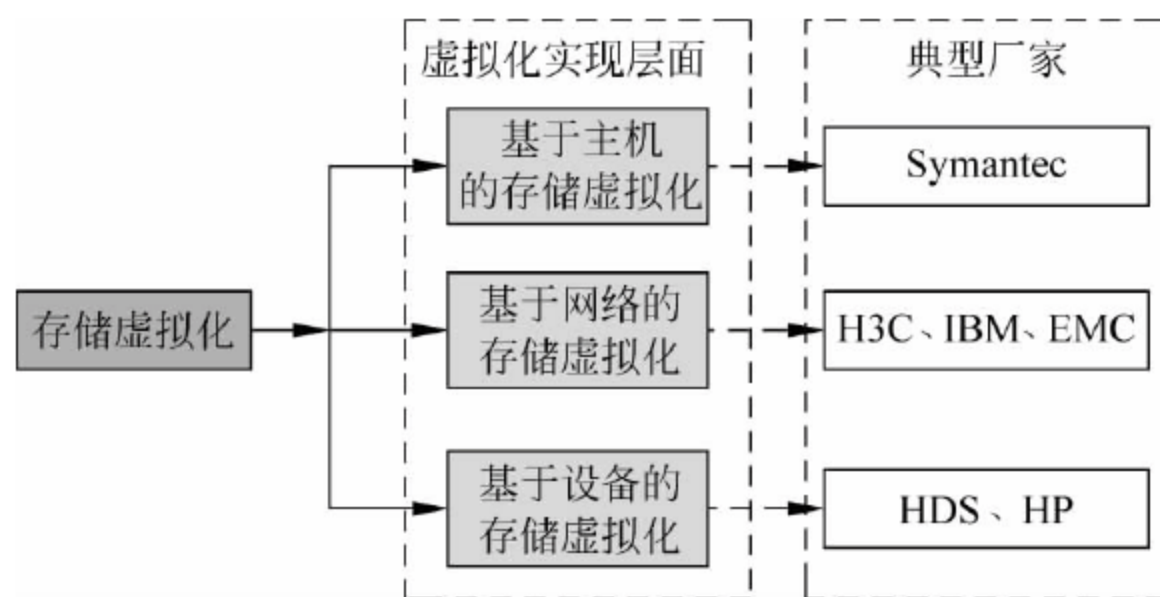 虚拟化实现层面
典型厂家
基于主机
的存储虚拟化
Symantec
存储虚拟化
基于网络的
存储虚拟化
H3C、IBM、EMC
基于设备的
存储虚拟化
HDS、HP